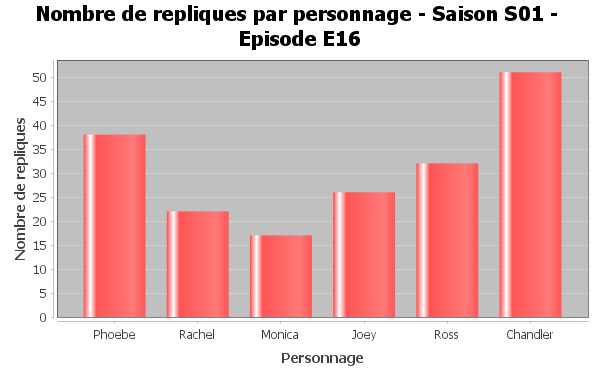 Nombre de repliques par personnage - Saison S01 -
Episode E16
50
45
40
35
30
25
20
15
10
5
0
Nombre de repliques
Phoebe Rachel Monica Joey Ross Chandler
Personnage